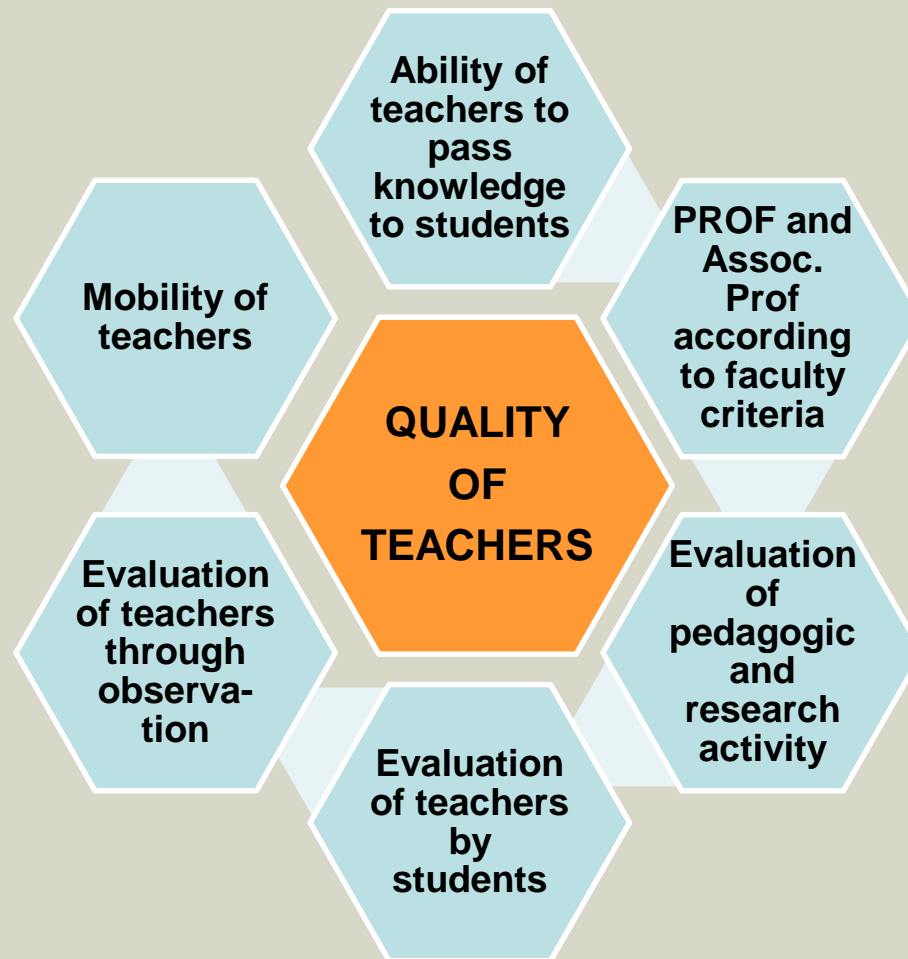 Ability of
teachers to
pass
knowledge
to students
PROF and
Assoc.
Prof
according
to faculty
criteria
Evaluation
of
pedagogic
and
research
activity
Evaluation
of teachers
by
students
Evaluation
of teachers
through
observa-
tion
Mobility of
teachers
QUALITY
OF
TEACHERS